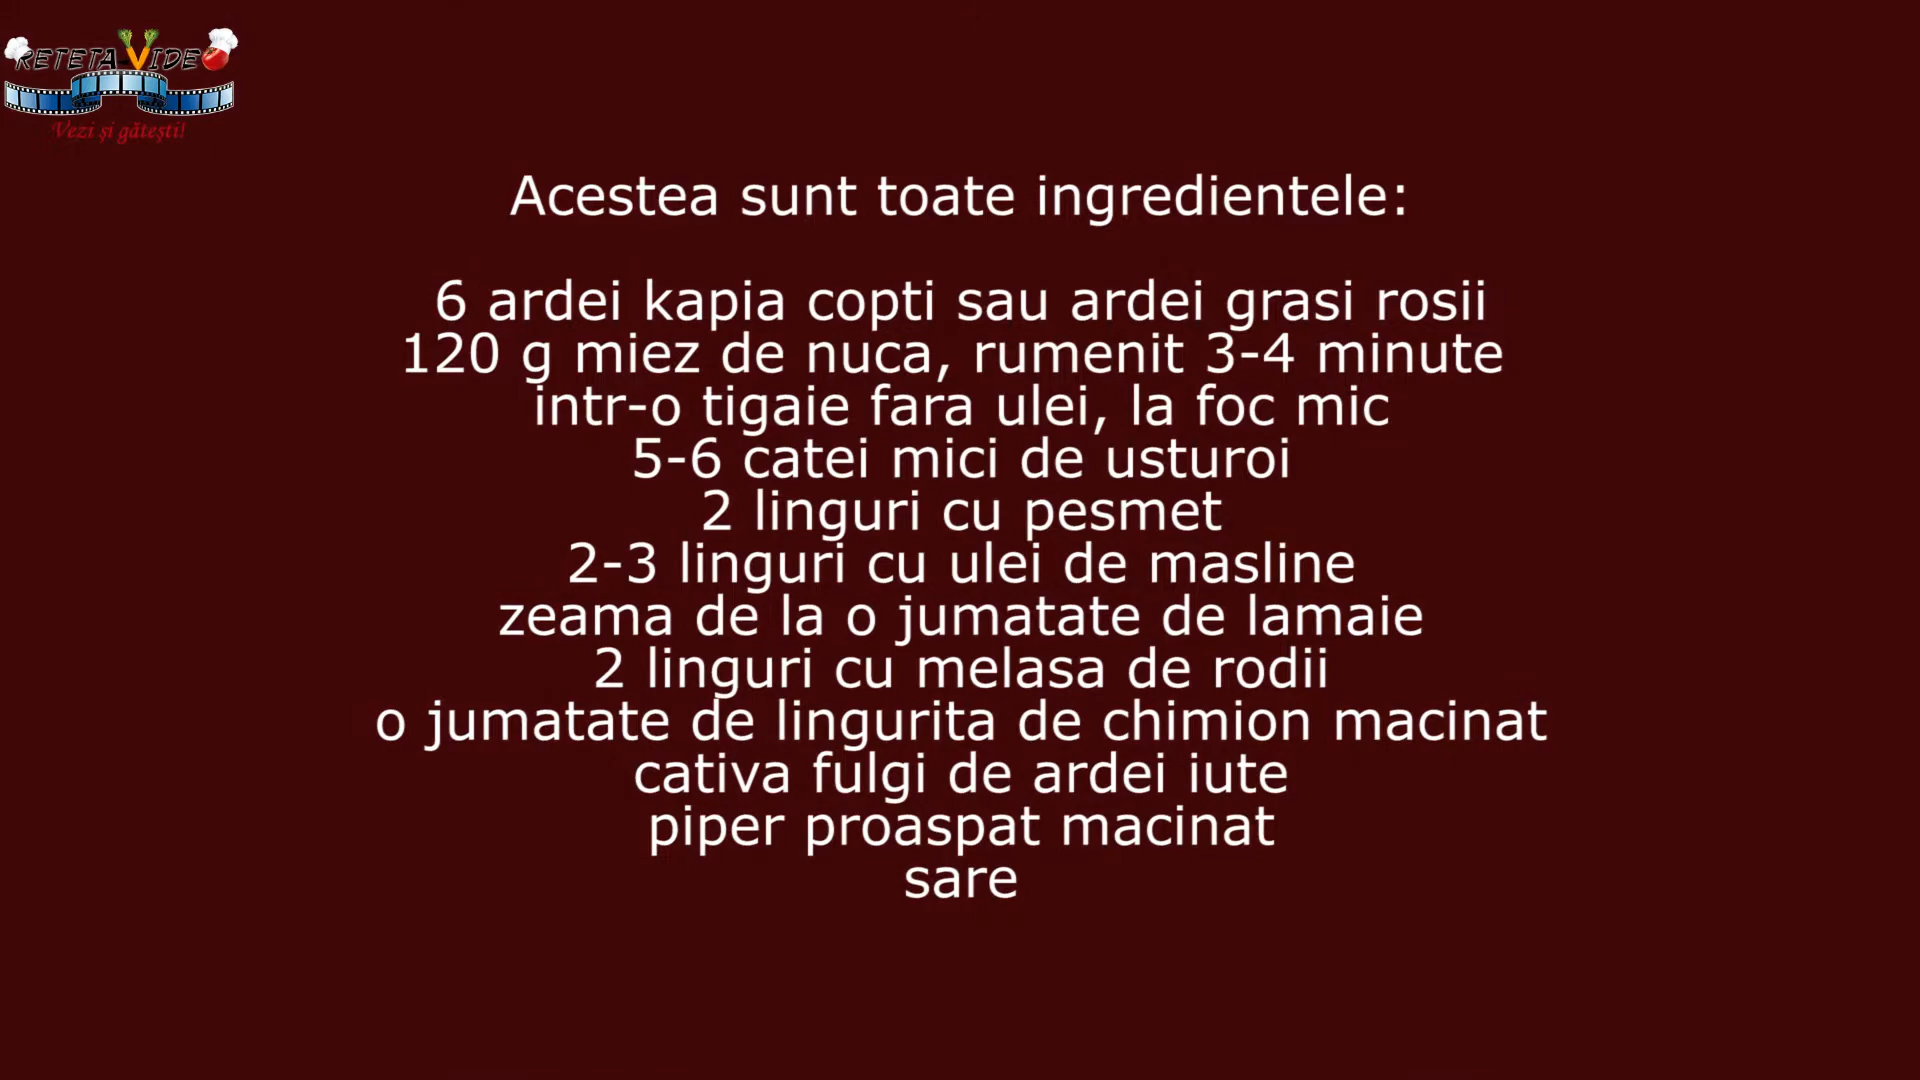 RETETA VIDEO
Vezi și gătești!
Acestea sunt toate ingredientele:
6 ardei kapia copti sau ardei grasi rosii
120 g miez de nuca, rumenit 3-4 minute
intr-o tigaie fara ulei, la foc mic
5-6 catei mici de usturoi
2 linguri cu pesmet
2-3 linguri cu ulei de masline
zeama de la o jumatate de lamaie
2 linguri cu melasa de rodii
o jumatate de lingurita de chimion macinat
cativa fulgi de ardei iute
piper proaspat macinat
sare